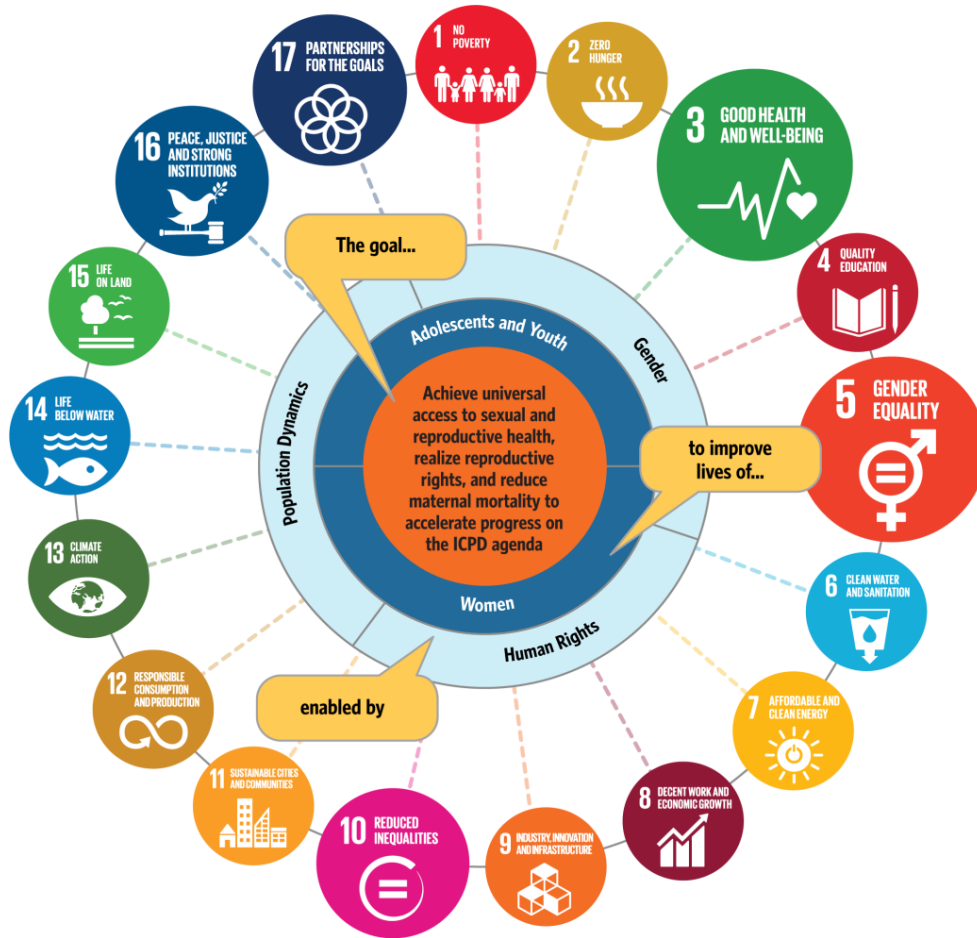 1 NO
POVERTY
2 ZERO
HUNGER
3 GOOD HEALTH
AND WELL-BEING
4 QUALITY
EDUCATION
5 GENDER
EQUALITY
6 CLEAN WATER
AND SANITATION
7 AFFORDABLE AND
CLEAN ENERGY
8 DECENT WORK AND
ECONOMIC GROWTH
9 INDUSTRY, INNOVATION
AND INFRASTRUCTURE
10 REDUCED
INEQUALITIES
11 SUSTAINABLE CITIES
AND COMMUNITIES
12 RESPONSIBLE
CONSUMPTION
AND PRODUCTION
13 CLIMATE
ACTION
14 LIFE
BELOW WATER
15 LIFE
ON LAND
16 PEACE, JUSTICE
AND STRONG
INSTITUTIONS
17 PARTNERSHIPS
FOR THE GOALS
The goal...
Achieve universal
access to sexual and
reproductive health,
realize reproductive
rights, and reduce
maternal mortality to
accelerate progress on
the ICPD agenda
to improve
lives of...
Adolescents and Youth
Women
enabled by
Population Dynamics
Gender
Human Rights